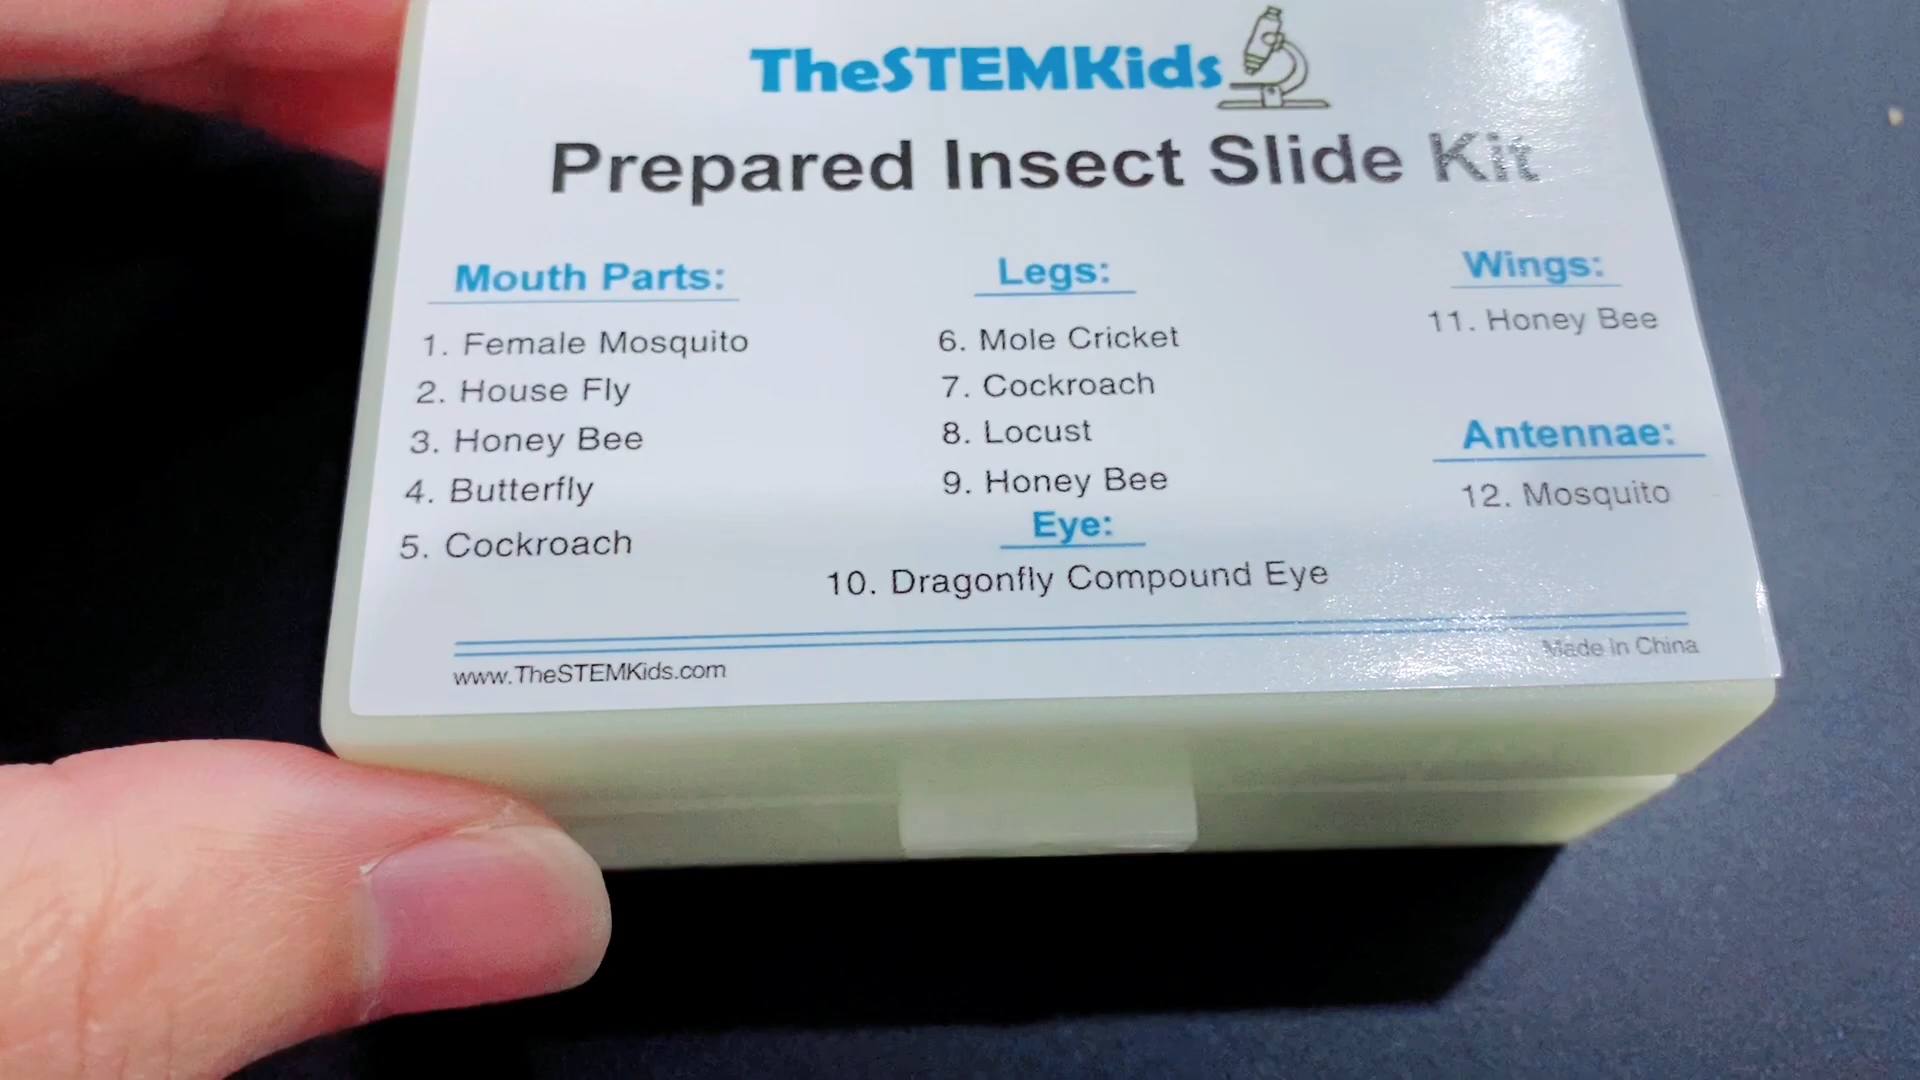 TheSTEMKids
Prepared Insect Slide Kit
Mouth Parts:
1. Female Mosquito
2. House Fly
3. Honey Bee
4. Butterfly
5. Cockroach
Legs:
6. Mole Cricket
7. Cockroach
8. Locust
9. Honey Bee
Eye:
10. Dragonfly Compound Eye
Wings:
11. Honey Bee
Antennae:
12. Mosquito
www.TheSTEMKids.com
Made in China